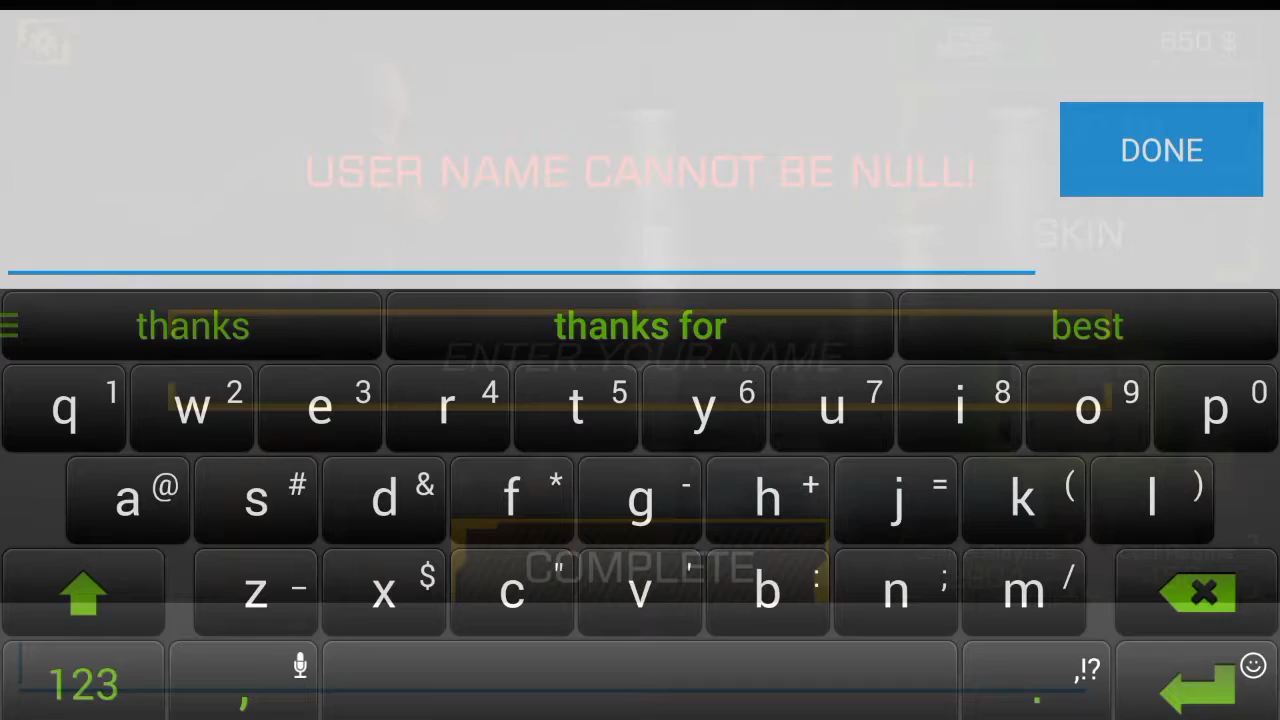 850 $
USER NAME CANNOT BE NULL!
DONE
SKIN
thanks thanks for best
ENTER YOUR NAME
q 1 w 2 e 3 r 4 t 5 y 6 u 7 i 8 o 9 p 0
a @ s # d & f * g - h + j = k ( l )
COMPLETE
z _ x $ c " v ' b : n ; m /
123 , . ,!?